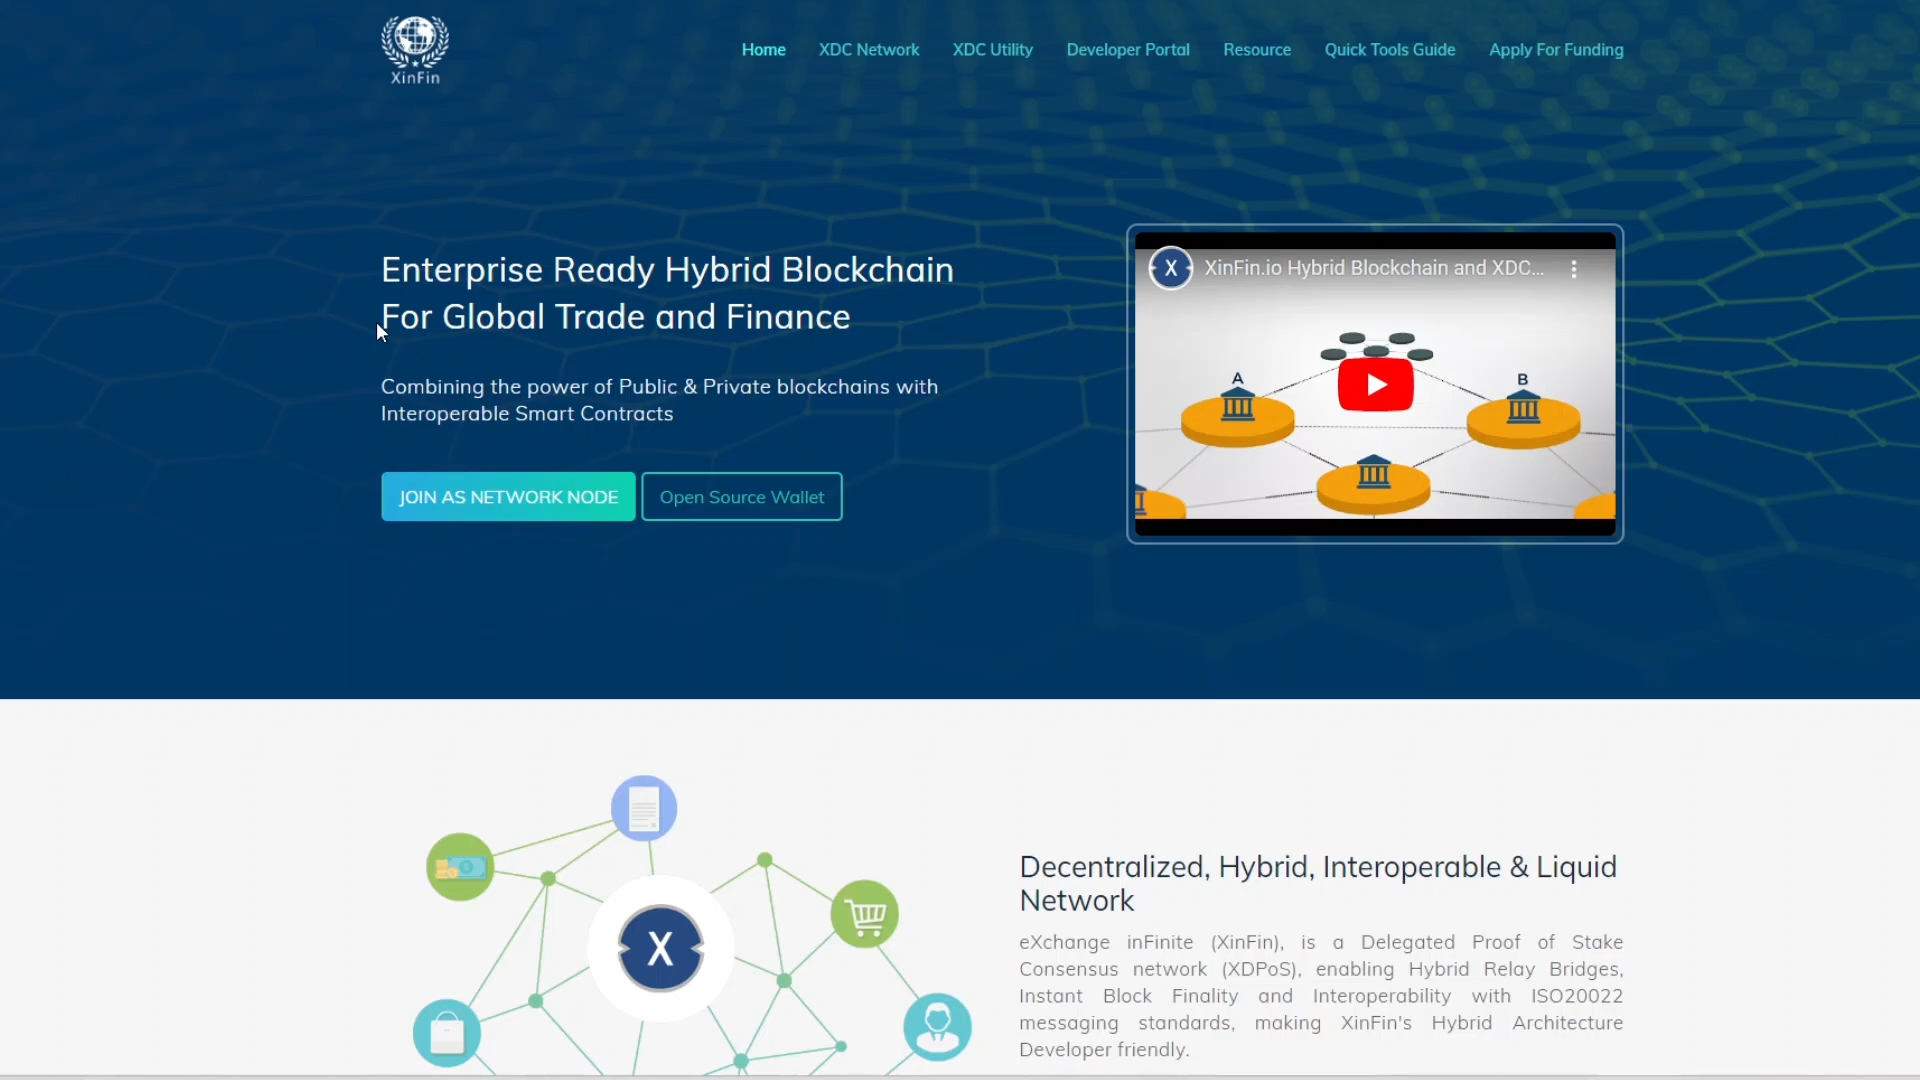 XinFin
Home XDC Network XDC Utility Developer Portal Resource Quick Tools Guide Apply For Funding
Enterprise Ready Hybrid Blockchain
For Global Trade and Finance
Combining the power of Public & Private blockchains with
Interoperable Smart Contracts
JOIN AS NETWORK NODE
Open Source Wallet
X XinFin.io Hybrid Blockchain and XDC...
A
B
X
Decentralized, Hybrid, Interoperable & Liquid
Network
eXchange inFinite (XinFin), is a Delegated Proof of Stake
Consensus network (XDPoS), enabling Hybrid Relay Bridges,
Instant Block Finality and Interoperability with ISO20022
messaging standards, making XinFin's Hybrid Architecture
Developer friendly.